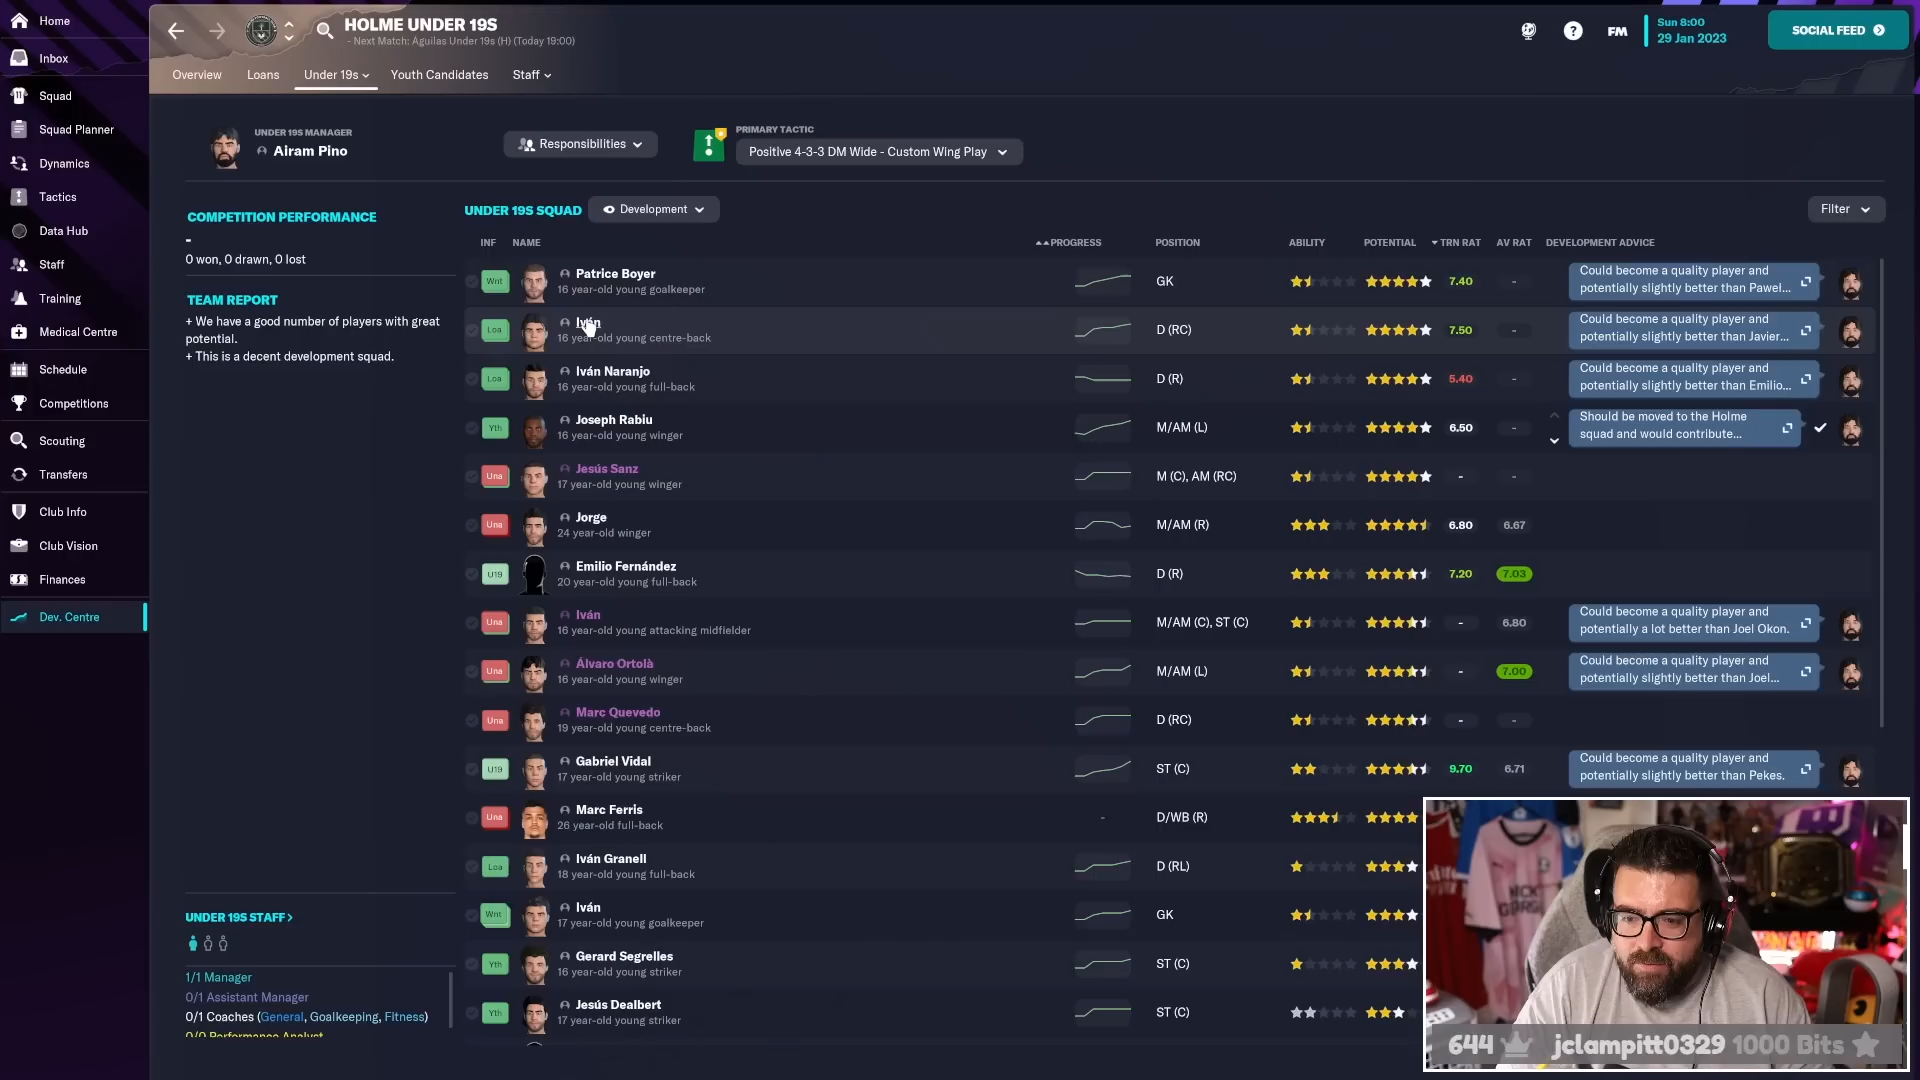 Home
Inbox
Squad
Squad Planner
Dynamics
Tactics
Data Hub
Staff
Training
Medical Centre
Schedule
Competitions
Scouting
Transfers
Club Info
Club Vision
Finances
Dev. Centre
HOLME UNDER 19S
- Next Match: Águilas Under 19s (H) (Today 19:00)
FM
Sun 8:00
29 Jan 2023
SOCIAL FEED
Overview
Loans
Under 19s
Youth Candidates
Staff
UNDER 19S MANAGER
Airam Pino
Responsibilities
PRIMARY TACTIC
Positive 4-3-3 DM Wide - Custom Wing Play
COMPETITION PERFORMANCE
-
0 won, 0 drawn, 0 lost
TEAM REPORT
+ We have a good number of players with great
potential.
+ This is a decent development squad.
UNDER 19S STAFF >
1/1 Manager
0/1 Assistant Manager
0/1 Coaches (General, Goalkeeping, Fitness)
0/0 Performance Analyst
UNDER 19S SQUAD
Development
Filter
INF NAME PROGRESS POSITION ABILITY POTENTIAL TRN RAT AV RAT DEVELOPMENT ADVICE
Wnt Patrice Boyer GK 7.40 - Could become a quality player and
16 year-old young goalkeeper potentially slightly better than Pawel...
Loa Iván D (RC) 7.50 - Could become a quality player and
16 year-old young centre-back potentially slightly better than Javier...
Loa Iván Naranjo D (R) 5.40 - Could become a quality player and
16 year-old young full-back potentially slightly better than Emilio...
Yth Joseph Rabiu M/AM (L) 6.50 - Should be moved to the Holme
16 year-old young winger squad and would contribute...
Una Jesús Sanz M (C), AM (RC) - -
17 year-old young winger
Una Jorge M/AM (R) 6.80 6.67
24 year-old winger
U19 Emilio Fernández D (R) 7.20 7.03
20 year-old young full-back
Una Iván M/AM (C), ST (C) - 6.80 Could become a quality player and
16 year-old young attacking midfielder potentially a lot better than Joel Okon.
Una Álvaro Ortolà M/AM (L) - 7.00 Could become a quality player and
16 year-old young winger potentially slightly better than Joel...
Una Marc Quevedo D (RC) - -
19 year-old young centre-back
U19 Gabriel Vidal ST (C) 9.70 6.71 Could become a quality player and
17 year-old young striker potentially slightly better than Pekes.
Una Marc Ferris - D/WB (R)
26 year-old full-back
Loa Iván Granell D (RL)
18 year-old young full-back
Wnt Iván GK
17 year-old young goalkeeper
Yth Gerard Segrelles ST (C)
16 year-old young striker
Yth Jesús Dealbert ST (C)
17 year-old young striker
644 jclampitt0329 1000 Bits